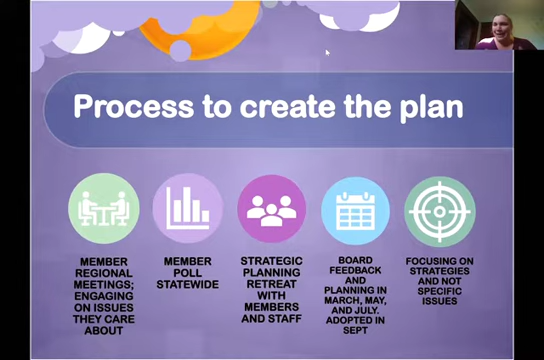 Process to create the plan
MEMBER
REGIONAL
MEETINGS;
ENGAGING
ON ISSUES
THEY CARE
ABOUT
MEMBER
POLL
STATEWIDE
STRATEGIC
PLANNING
RETREAT
WITH
MEMBERS
AND STAFF
BOARD
FEEDBACK
AND
PLANNING IN
MARCH, MAY,
AND JULY.
ADOPTED IN
SEPT
FOCUSING ON
STRATEGIES
AND NOT
SPECIFIC
ISSUES